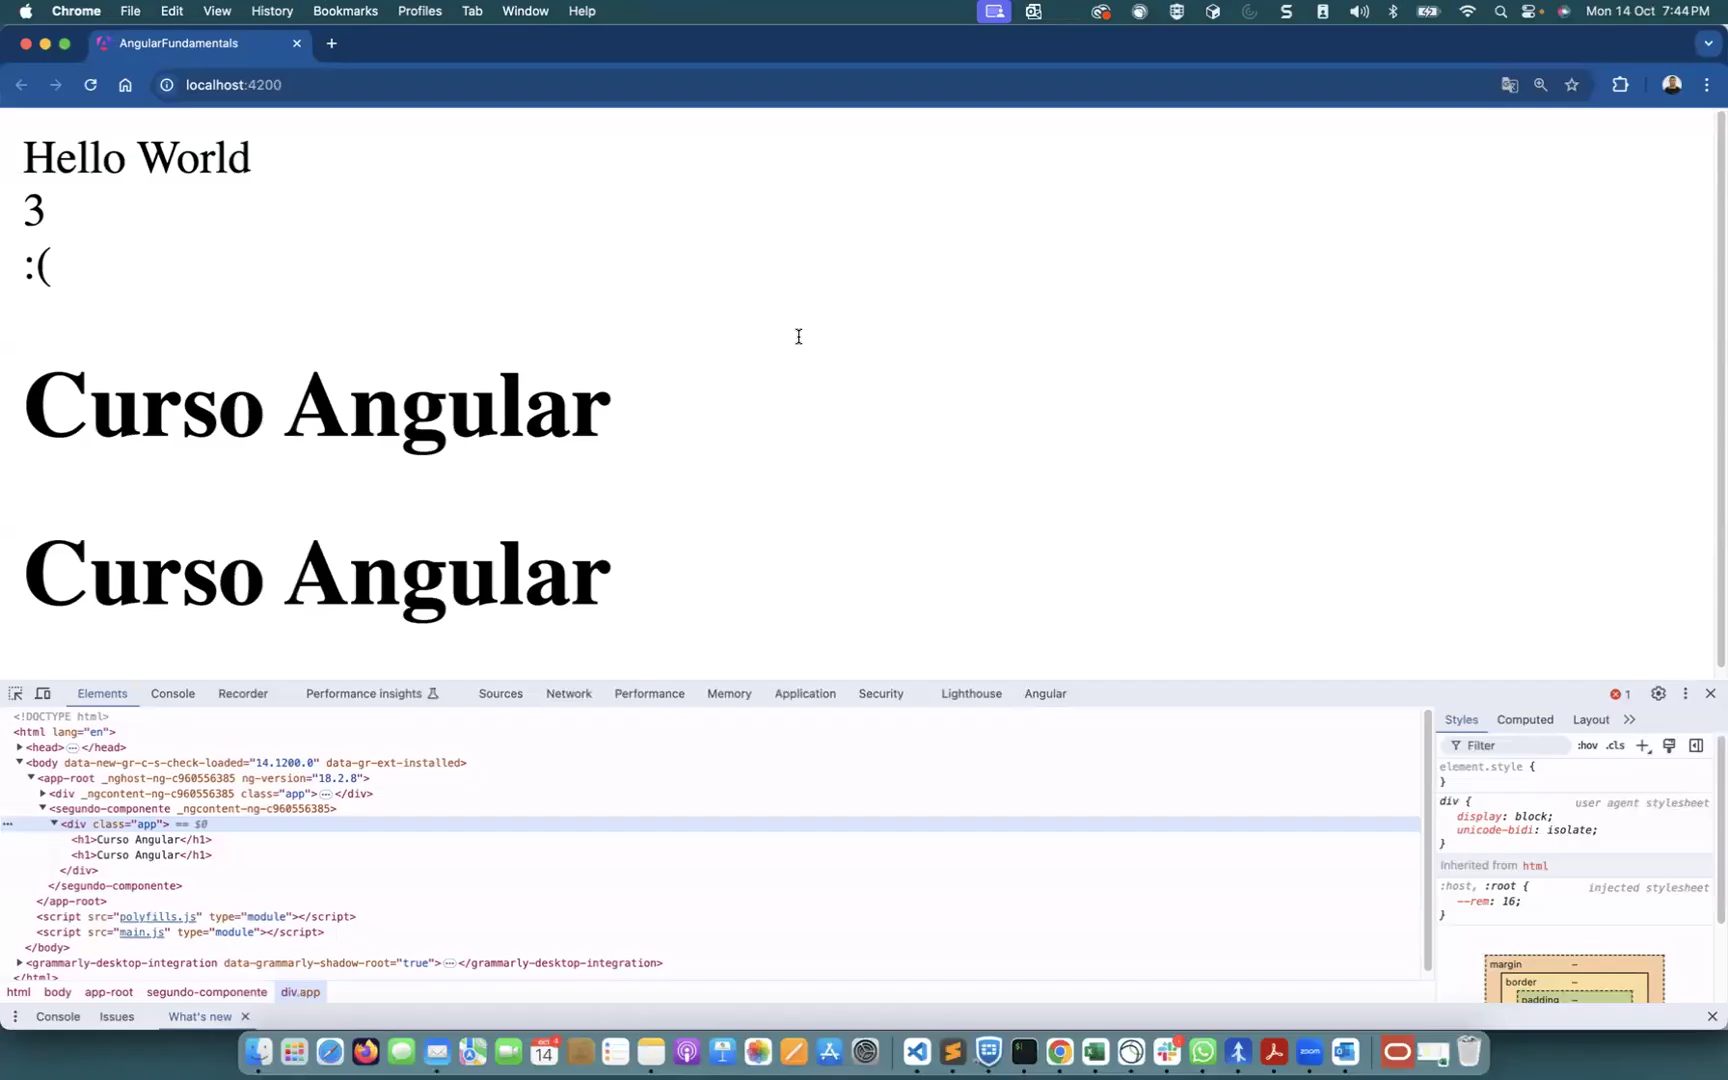 Chrome File Edit View History Bookmarks Profiles Tab Window Help Mon 14 Oct 7:44 PM
AngularFundamentals
localhost:4200
Hello World
3
:(
Curso Angular
Curso Angular
Elements Console Recorder Performance insights Sources Network Performance Memory Application Security Lighthouse Angular 1
<!DOCTYPE html>
<html lang="en">
<head> </head>
<body data-new-gr-c-s-check-loaded="14.1200.0" data-gr-ext-installed>
<app-root _nghost-ng-c960556385 ng-version="18.2.8">
<div _ngcontent-ng-c960556385 class="app"> </div>
<segundo-componente _ngcontent-ng-c960556385>
<div class="app"> == $0
<h1>Curso Angular</h1>
<h1>Curso Angular</h1>
</div>
</segundo-componente>
</app-root>
<script src="polyfills.js" type="module"></script>
<script src="main.js" type="module"></script>
</body>
<grammarly-desktop-integration data-grammarly-shadow-root="true"> </grammarly-desktop-integration>
</html>
html body app-root segundo-componente div.app
Styles Computed Layout
Filter :hov .cls
element.style {
}
div { user agent stylesheet
display: block;
unicode-bidi: isolate;
}
Inherited from html
:host, :root { injected stylesheet
--rem: 16;
}
margin –
border –
padding –
Console Issues What's new
OCT
14
zoom